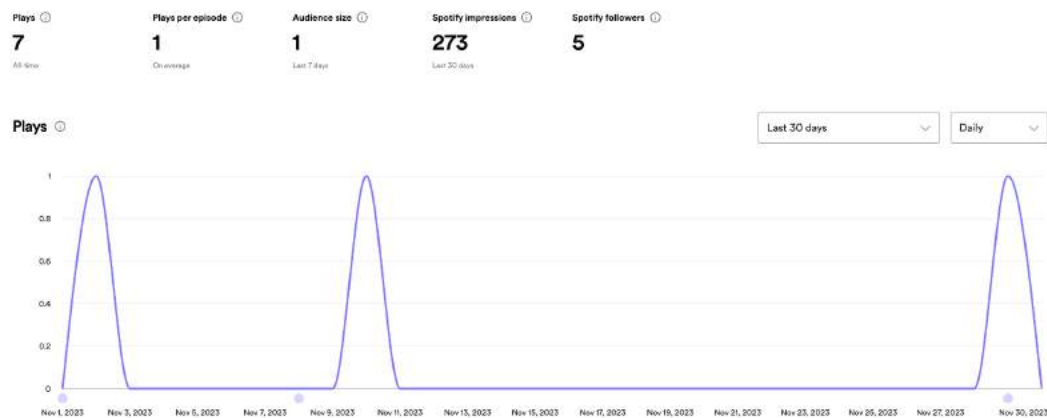 Plays Plays per episode Audience size Spotify impressions Spotify followers
7 1 1 273 5
All-time On average Last 7 days Last 30 days
Plays Last 30 days Daily
1
0.8
0.6
0.4
0.2
0
Nov 1, 2023 Nov 3, 2023 Nov 5, 2023 Nov 7, 2023 Nov 9, 2023 Nov 11, 2023 Nov 13, 2023 Nov 15, 2023 Nov 17, 2023 Nov 19, 2023 Nov 21, 2023 Nov 23, 2023 Nov 25, 2023 Nov 27, 2023 Nov 30, 2023